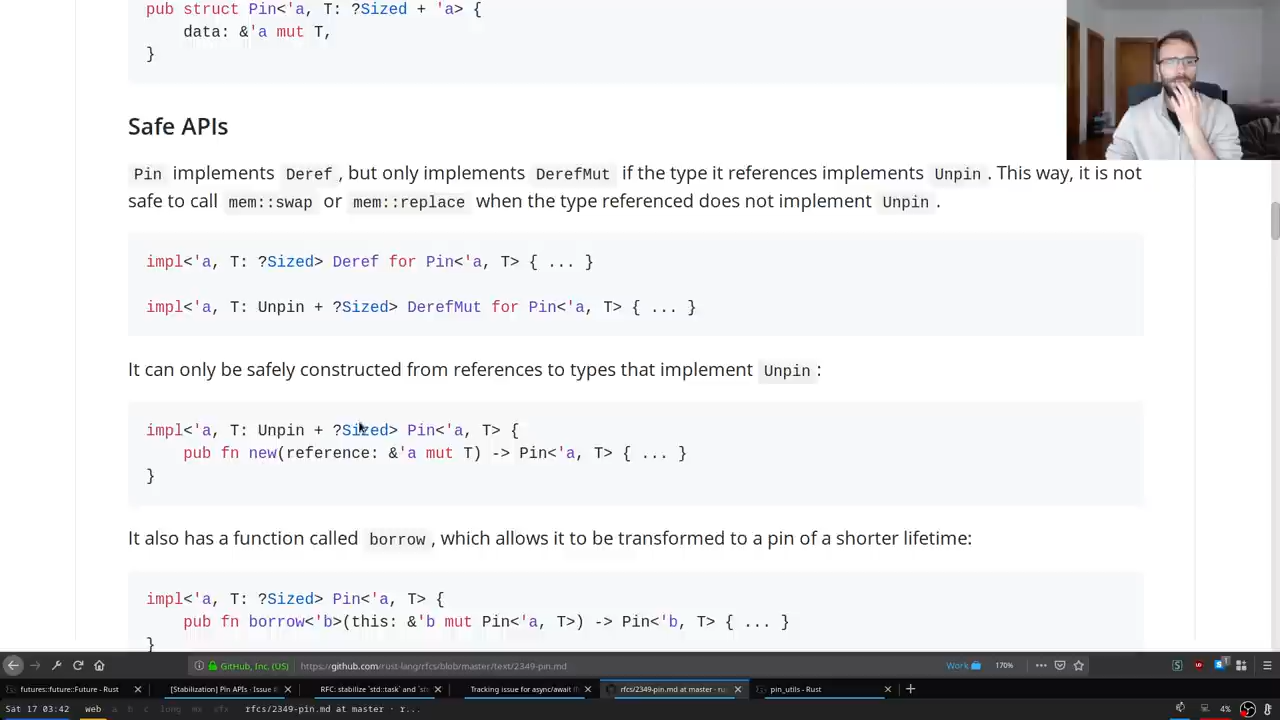 pub struct Pin<'a, T: ?Sized + 'a> {
    data: &'a mut T,
}
Safe APIs
Pin implements Deref, but only implements DerefMut if the type it references implements Unpin. This way, it is not
safe to call mem::swap or mem::replace when the type referenced does not implement Unpin.
impl<'a, T: ?Sized> Deref for Pin<'a, T> { ... }
impl<'a, T: Unpin + ?Sized> DerefMut for Pin<'a, T> { ... }
It can only be safely constructed from references to types that implement Unpin:
impl<'a, T: Unpin + ?Sized> Pin<'a, T> {
    pub fn new(reference: &'a mut T) -> Pin<'a, T> { ... }
}
It also has a function called borrow, which allows it to be transformed to a pin of a shorter lifetime:
impl<'a, T: ?Sized> Pin<'a, T> {
    pub fn borrow<'b>(this: &'b mut Pin<'a, T>) -> Pin<'b, T> { ... }
}
GitHub, Inc. (US) https://github.com/rust-lang/rfcs/blob/master/text/2349-pin.md Work 170%
futures::future::Future - Rust [Stabilization] Pin APIs · Issue RFC: stabilize `std::task` and `st Tracking issue for async/await rfcs/2349-pin.md at master · ru pin_utils - Rust
Sat 17 03:42 web a b c lung mx xfx rfcs/2349-pin.md at master · r... 4%